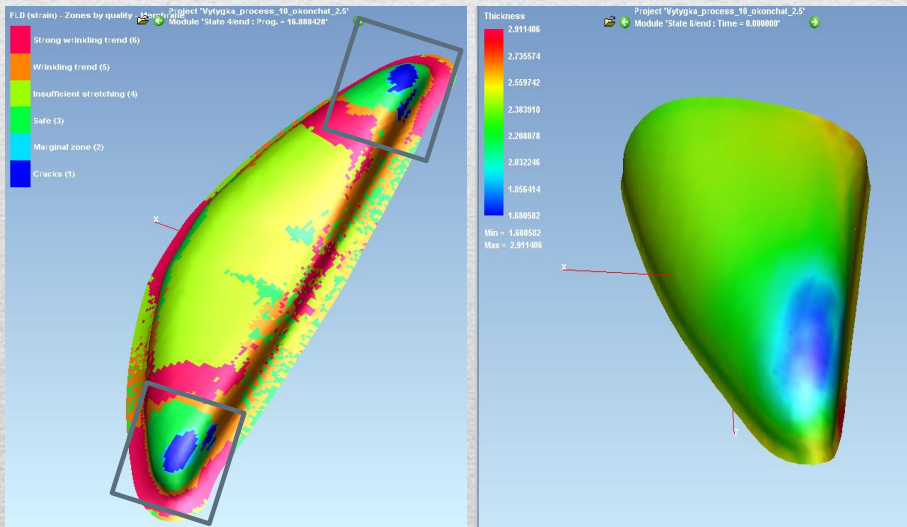 FLD (strain) - Zones by quality - Membrane
Project 'Vytygka_process_10_okonchat_2.5'
Module 'State 4/end : Prog. = 16.888428'
Strong wrinkling trend (6)
Wrinkling trend (5)
Insufficient stretching (4)
Safe (3)
Marginal zone (2)
Cracks (1)
X
Project 'Vytygka_process_10_okonchat_2.5'
Module 'State 6/end : Time = 0.000000'
Thickness
2.911406
2.735574
2.559742
2.383910
2.208078
2.032246
1.856414
1.680582
Min = 1.680582
Max = 2.911406
X